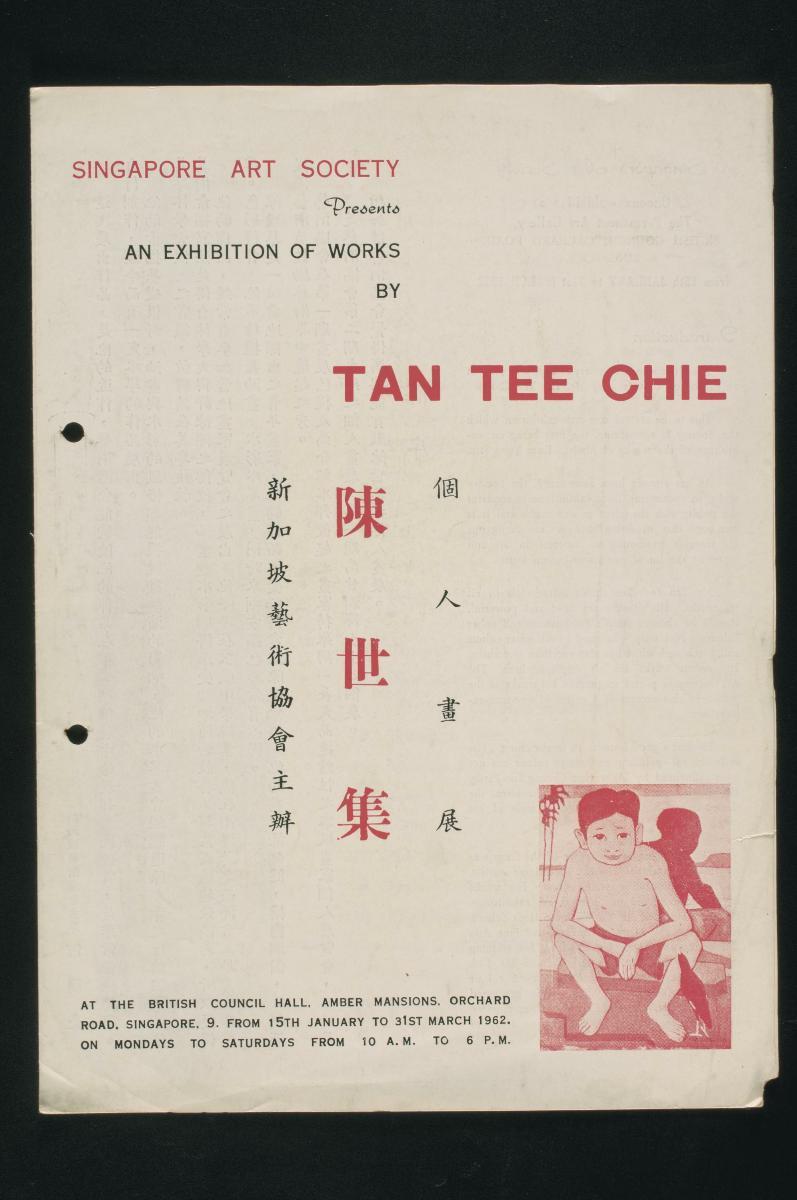 SINGAPORE ART SOCIETY
Presents
AN EXHIBITION OF WORKS
BY
TAN TEE CHIE
個人畫展
陳世集
新加坡藝術協會主辦
AT THE BRITISH COUNCIL HALL, AMBER MANSIONS, ORCHARD
ROAD, SINGAPORE, 9. FROM 15TH JANUARY TO 31ST MARCH 1962.
ON MONDAYS TO SATURDAYS FROM 10 A.M. TO 6 P.M.